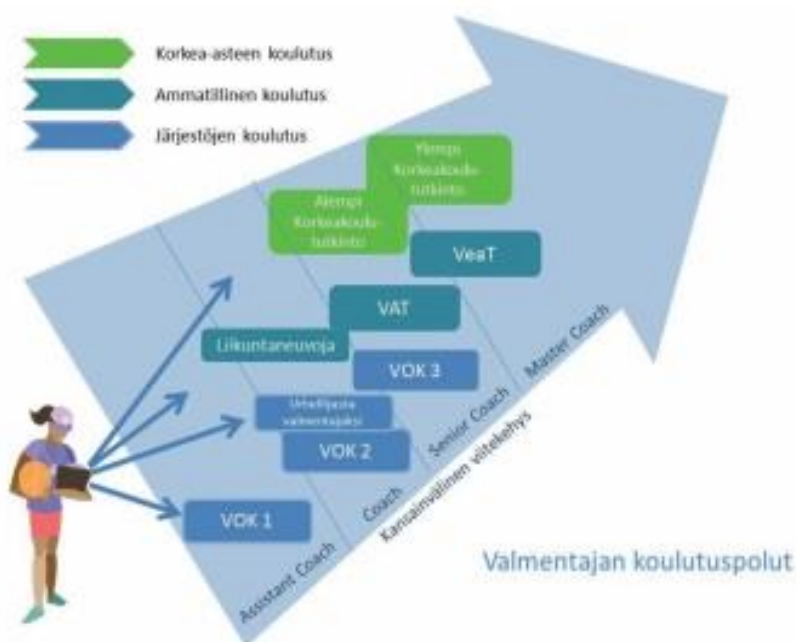 Korkea-asteen koulutus
Ammatillinen koulutus
Järjestöjen koulutus
Ylempi
Korkeakoulu-
tutkinto
Alempi
Korkeakoulu-
tutkinto
VeaT
VAT
Liikuntaneuvoja
VOK 3
Urheilijasta
valmentajaksi
VOK 2
VOK 1
Assistant Coach
Coach
Senior Coach
Master Coach
Kansainvälinen viitekehys
Valmentajan koulutuspolut